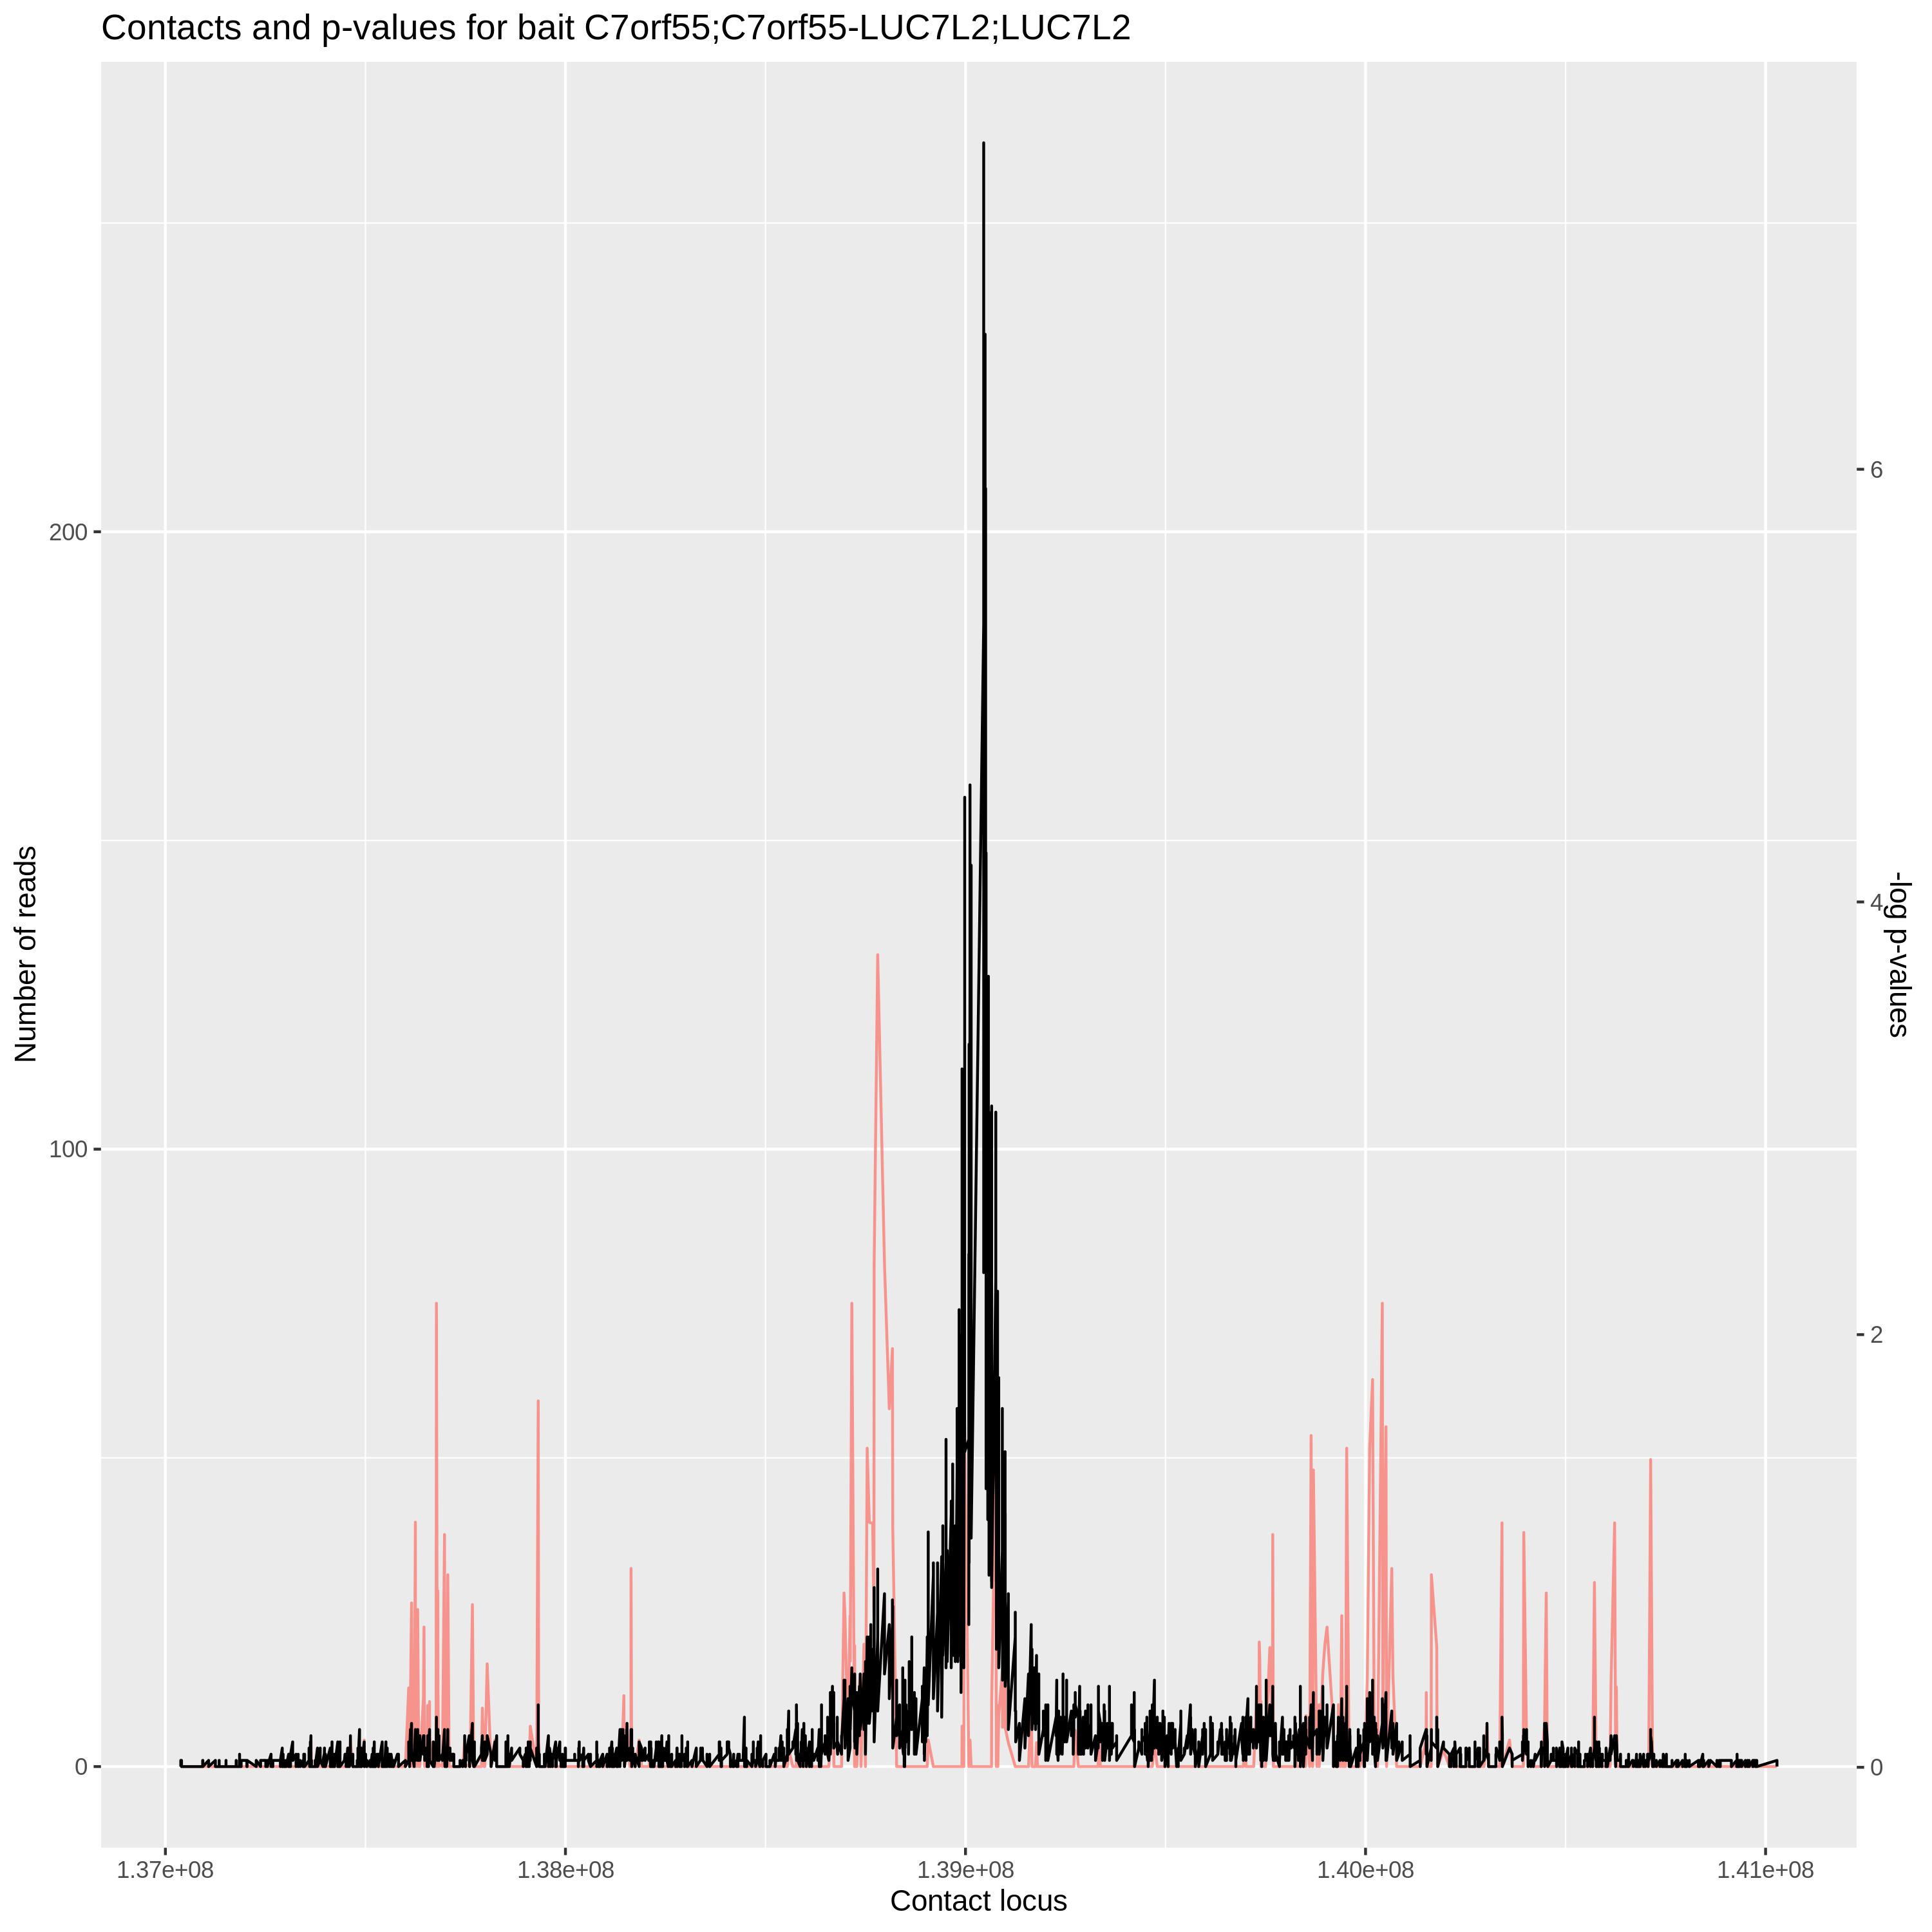 Contacts and p-values for bait C7orf55;C7orf55-LUC7L2;LUC7L2
Number of reads
200
100
0
6
4
2
0
-log p-values
1.37e+08 1.38e+08 1.39e+08 1.40e+08 1.41e+08
Contact locus